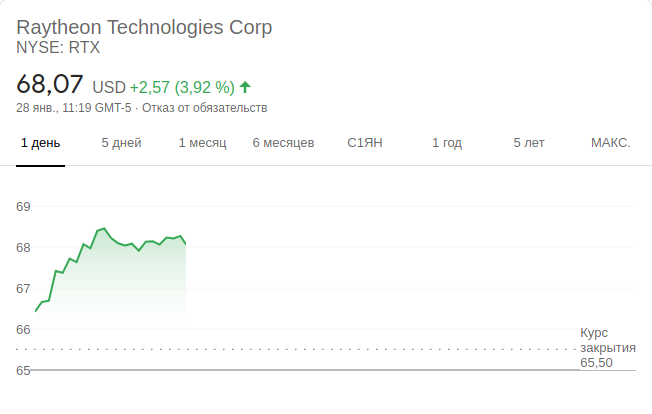 Raytheon Technologies Corp
NYSE: RTX
68,07 USD +2,57 (3,92 %)
28 янв., 11:19 GMT-5 · Отказ от обязательств
1 день 5 дней 1 месяц 6 месяцев С1ЯН 1 год 5 лет МАКС.
69
68
67
66
Курс
закрытия
65,50
65